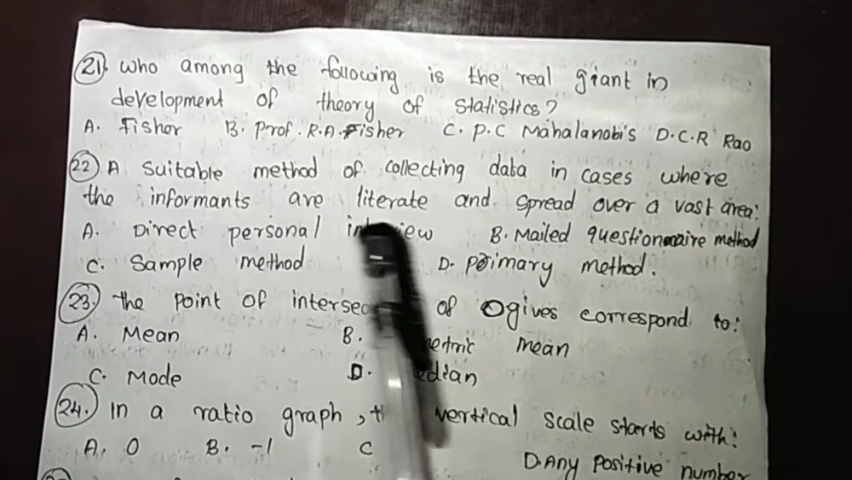 21. Who among the following is the real giant in
development of theory of Statistics?
A. Fisher B. Prof. R.A. Fisher C. P.C Mahalanobis D. C.R Rao
22 A suitable method of collecting data in cases where
the informants are literate and spread over a vast area:
A. Direct personal B. Mailed questionnaire method
C. Sample method D. primary method.
23. The point of of Ogives correspond to:
A. Mean B. mean
C. Mode D.
24. In a ratio graph, vertical scale starts with:
A. 0 B. -1 C
D. Any positive number